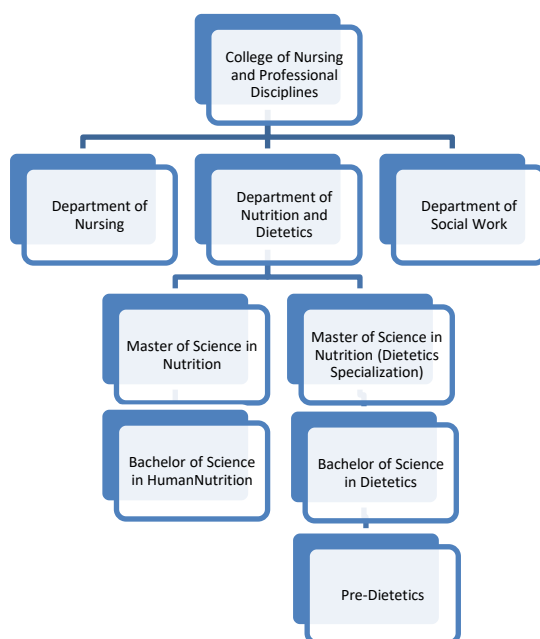 College of Nursing
and Professional
Disciplines
Department of
Nursing
Department of
Nutrition and
Dietetics
Department of
Social Work
Master of Science in
Nutrition
Master of Science in
Nutrition (Dietetics
Specialization)
Bachelor of Science
in HumanNutrition
Bachelor of Science
in Dietetics
Pre-Dietetics